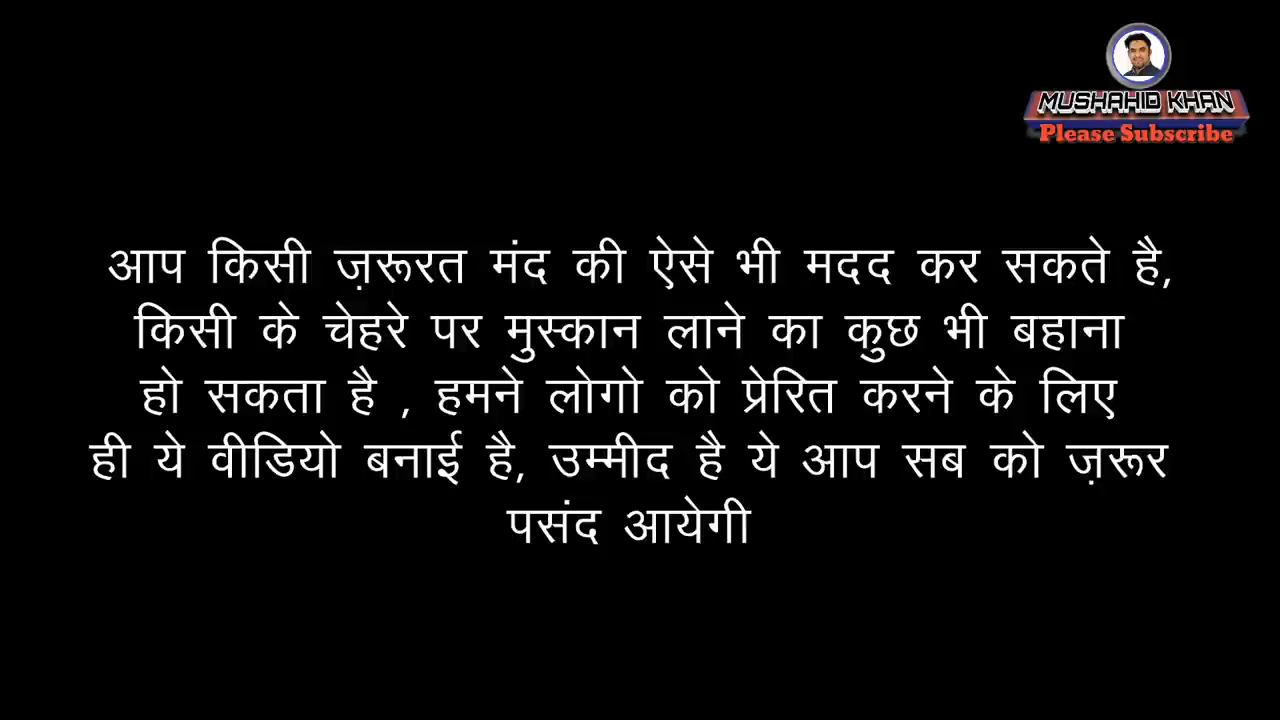 MUSHAHID KHAN
Please Subscribe
आप किसी ज़रूरत मंद की ऐसे भी मदद कर सकते है,
किसी के चेहरे पर मुस्कान लाने का कुछ भी बहाना
हो सकता है , हमने लोगो को प्रेरित करने के लिए
ही ये वीडियो बनाई है, उम्मीद है ये आप सब को ज़रूर
पसंद आयेगी